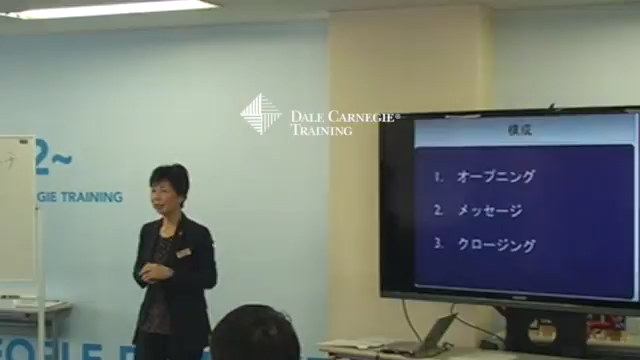 DALE CARNEGIE®
TRAINING
2~
GIE TRAINING
構成
1. オープニング
2. メッセージ
3. クロージング